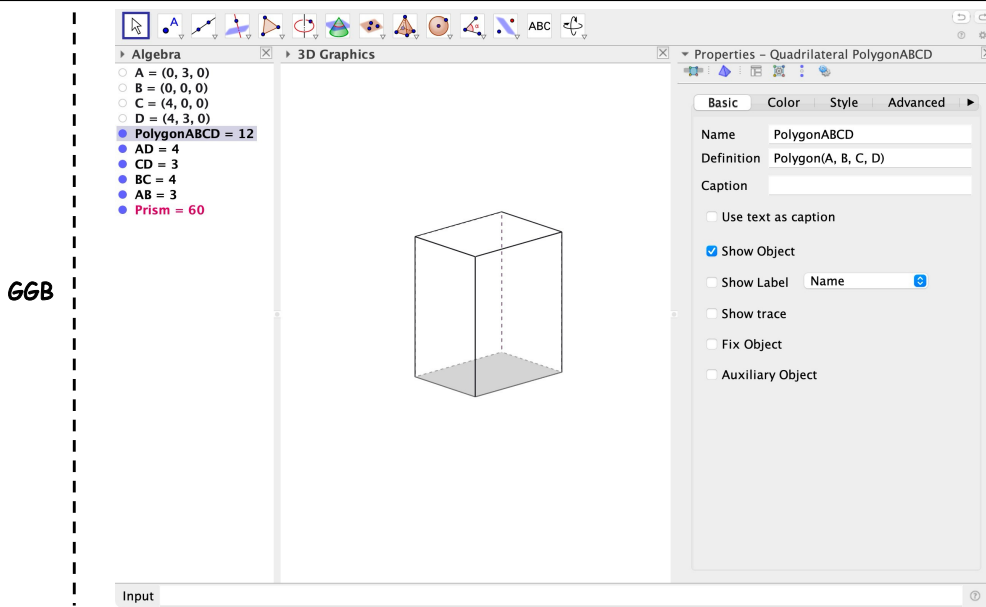 GGB
ABC
Algebra
A = (0, 3, 0)
B = (0, 0, 0)
C = (4, 0, 0)
D = (4, 3, 0)
PolygonABCD = 12
AD = 4
CD = 3
BC = 4
AB = 3
Prism = 60
3D Graphics
Properties – Quadrilateral PolygonABCD
Basic Color Style Advanced
Name PolygonABCD
Definition Polygon(A, B, C, D)
Caption
Use text as caption
Show Object
Show Label Name
Show trace
Fix Object
Auxiliary Object
Input